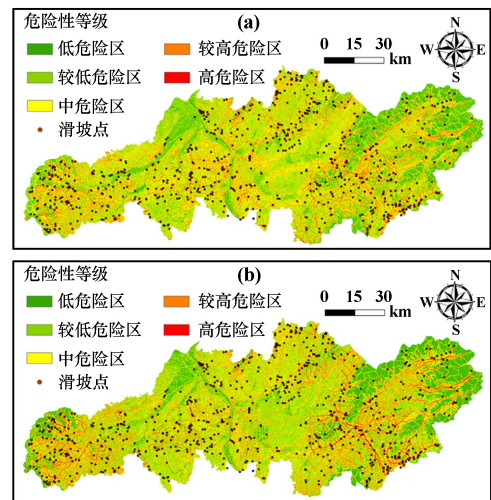 (a)
危险性等级
低危险区 较高危险区
较低危险区 高危险区
中危险区
滑坡点
0 15 30
km
N
W E
S
(b)
危险性等级
低危险区 较高危险区
较低危险区 高危险区
中危险区
滑坡点
0 15 30
km
N
W E
S